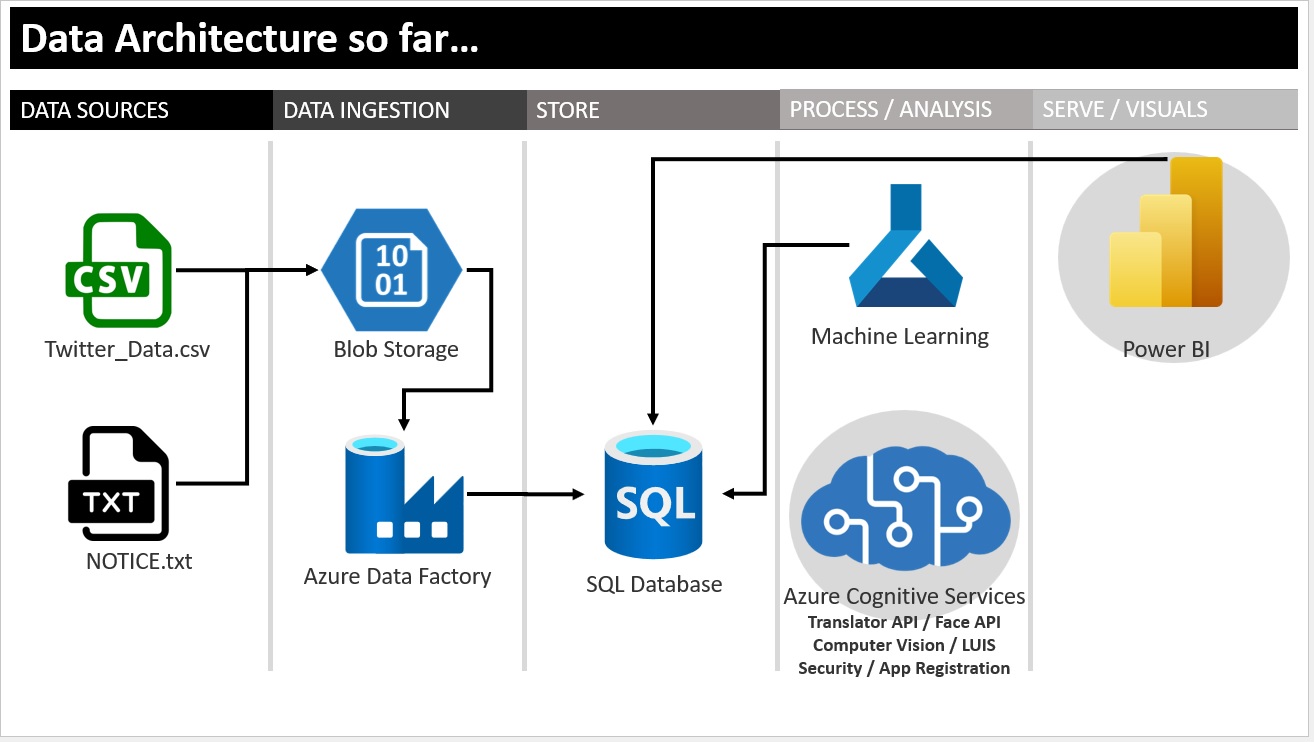 Data Architecture so far...
DATA SOURCES
DATA INGESTION
STORE
PROCESS / ANALYSIS
SERVE / VISUALS
CSV
Twitter_Data.csv
10
01
Blob Storage
Machine Learning
Power BI
TXT
NOTICE.txt
Azure Data Factory
SQL
SQL Database
Azure Cognitive Services
Translator API / Face API
Computer Vision / LUIS
Security / App Registration